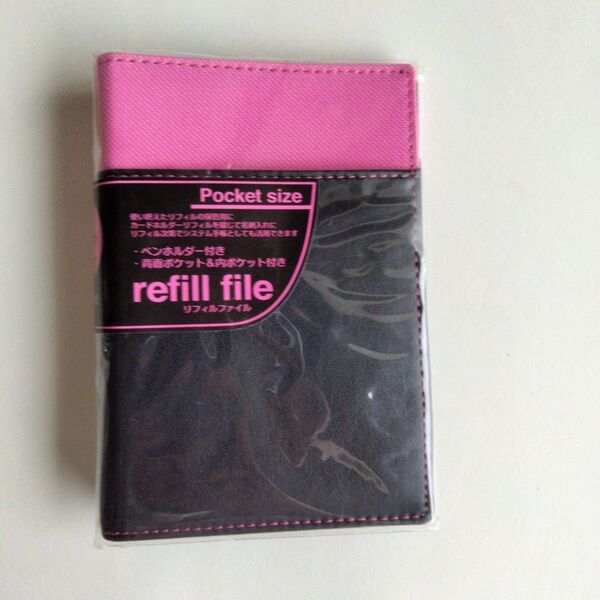 Pocket size
使い終えたリフィルの保管用に
カードホルダーリフィルを綴じて名刺入れに
リフィル次第でシステム手帳としても活用できます
・ペンホルダー付き
・背面ポケット&内ポケット付き
refill file
リフィルファイル